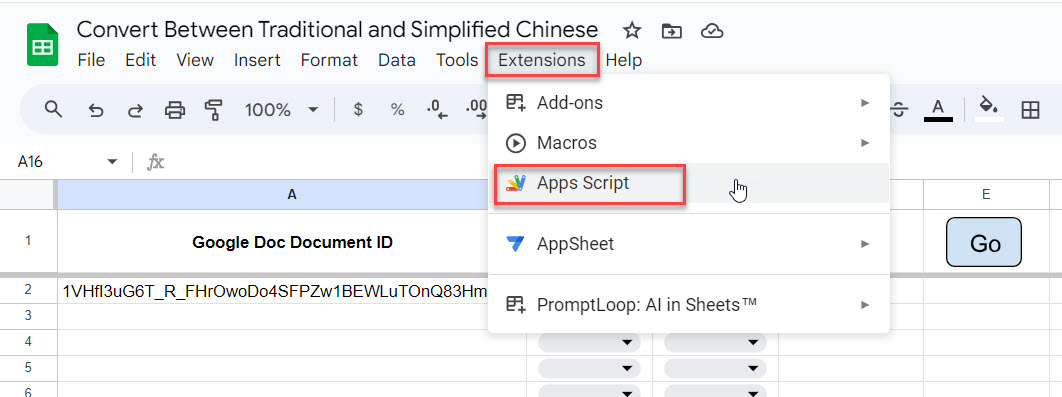 Convert Between Traditional and Simplified Chinese
File Edit View Insert Format Data Tools Extensions Help
100% $ % .0 .00 A
Add-ons
Macros
A16 fx
Apps Script
A E
1 Google Doc Document ID Go
AppSheet
2 1VHfI3uG6T_R_FHrOwoDo4SFPZw1BEWLuTOnQ83Hm
PromptLoop: AI in Sheets™
3
4
5
6